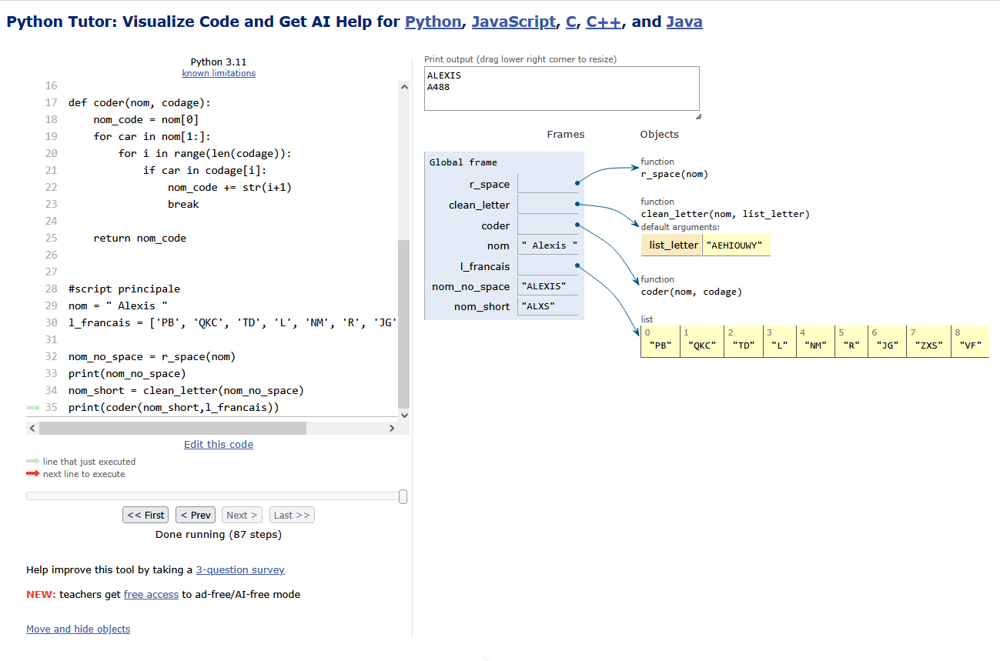 Python Tutor: Visualize Code and Get AI Help for Python, JavaScript, C, C++, and Java
Python 3.11
known limitations
16
17 def coder(nom, codage):
18     nom_code = nom[0]
19     for car in nom[1:]:
20         for i in range(len(codage)):
21             if car in codage[i]:
22                 nom_code += str(i+1)
23                 break
24
25     return nom_code
26
27
28 #script principale
29 nom = " Alexis "
30 l_francais = ['PB', 'QKC', 'TD', 'L', 'NM', 'R', 'JG'
31
32 nom_no_space = r_space(nom)
33 print(nom_no_space)
34 nom_short = clean_letter(nom_no_space)
35 print(coder(nom_short,l_francais))
Edit this code
line that just executed
next line to execute
<< First < Prev Next > Last >>
Done running (87 steps)
Help improve this tool by taking a 3-question survey
NEW: teachers get free access to ad-free/AI-free mode
Move and hide objects
Print output (drag lower right corner to resize)
ALEXIS
A488
Frames Objects
Global frame
r_space
clean_letter
coder
nom " Alexis "
l_francais
nom_no_space "ALEXIS"
nom_short "ALXS"
function
r_space(nom)
function
clean_letter(nom, list_letter)
default arguments:
list_letter "AEHIOUWY"
function
coder(nom, codage)
list
0 1 2 3 4 5 6 7 8
"PB" "QKC" "TD" "L" "NM" "R" "JG" "ZXS" "VF"